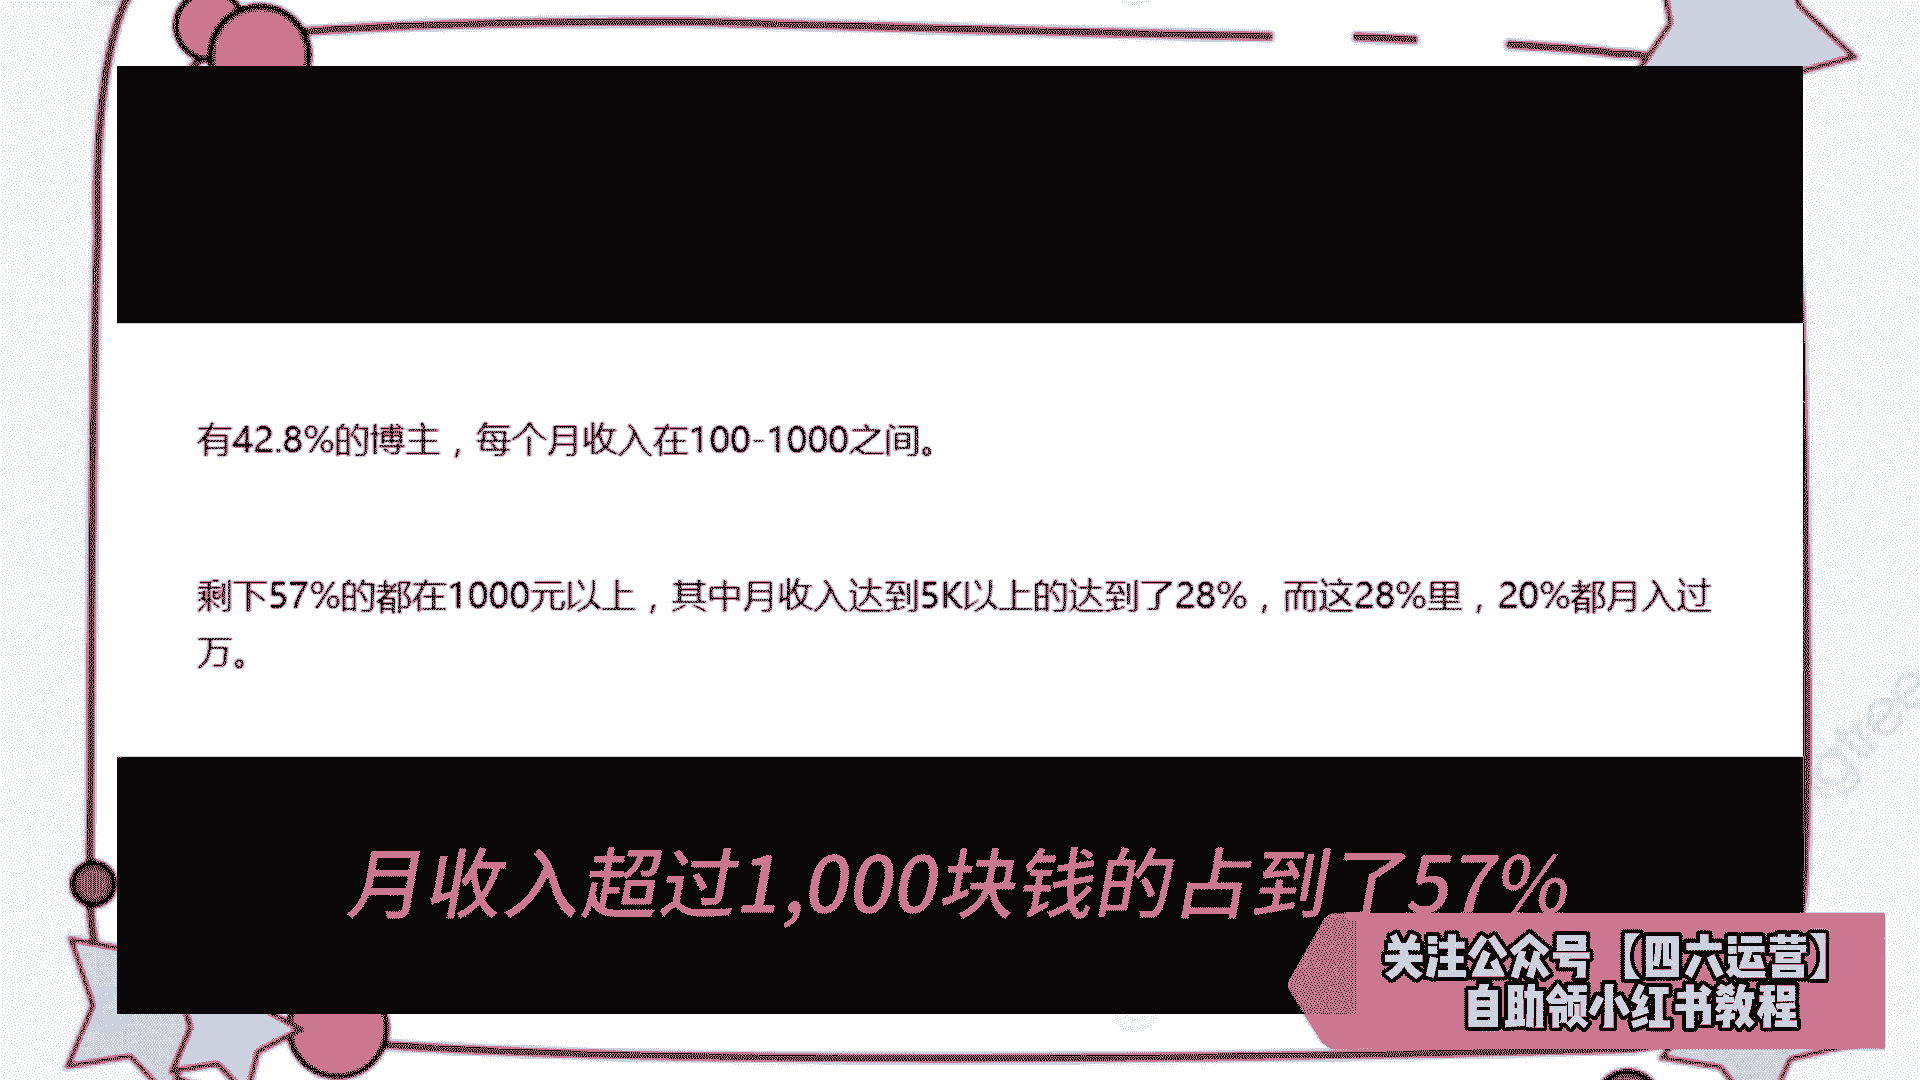 有42.8%的博主，每个月收入在100-1000之间。
剩下57%的都在1000元以上，其中月收入达到5K以上的达到了28%，而这28%里，20%都月入过
万。
月收入超过1,000块钱的占到了57%
关注公众号【四六运营】
自助领小红书教程